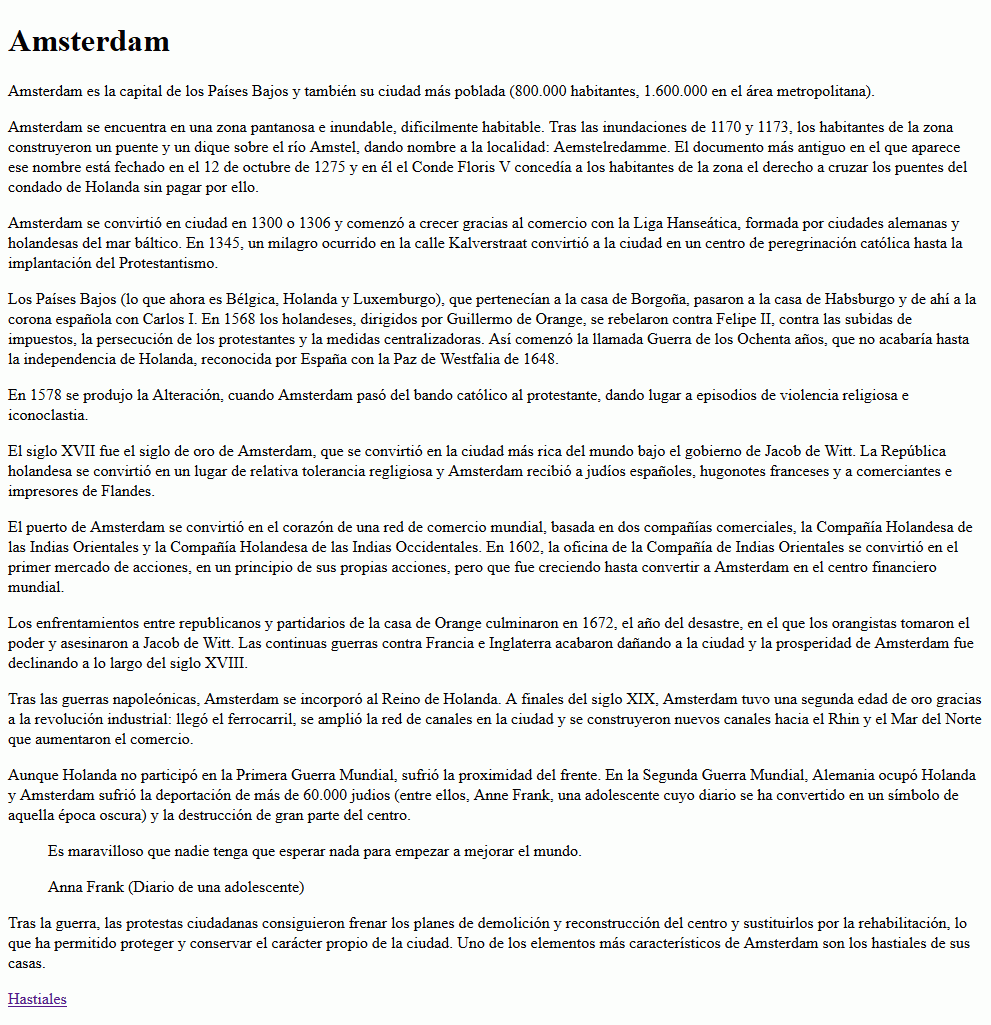 Amsterdam
Amsterdam es la capital de los Países Bajos y también su ciudad más poblada (800.000 habitantes, 1.600.000 en el área metropolitana).
Amsterdam se encuentra en una zona pantanosa e inundable, dificilmente habitable. Tras las inundaciones de 1170 y 1173, los habitantes de la zona
construyeron un puente y un dique sobre el río Amstel, dando nombre a la localidad: Aemstelredamme. El documento más antiguo en el que aparece
ese nombre está fechado en el 12 de octubre de 1275 y en él el Conde Floris V concedía a los habitantes de la zona el derecho a cruzar los puentes del
condado de Holanda sin pagar por ello.
Amsterdam se convirtió en ciudad en 1300 o 1306 y comenzó a crecer gracias al comercio con la Liga Hanseática, formada por ciudades alemanas y
holandesas del mar báltico. En 1345, un milagro ocurrido en la calle Kalverstraat convirtió a la ciudad en un centro de peregrinación católica hasta la
implantación del Protestantismo.
Los Países Bajos (lo que ahora es Bélgica, Holanda y Luxemburgo), que pertenecían a la casa de Borgoña, pasaron a la casa de Habsburgo y de ahí a la
corona española con Carlos I. En 1568 los holandeses, dirigidos por Guillermo de Orange, se rebelaron contra Felipe II, contra las subidas de
impuestos, la persecución de los protestantes y la medidas centralizadoras. Así comenzó la llamada Guerra de los Ochenta años, que no acabaría hasta
la independencia de Holanda, reconocida por España con la Paz de Westfalia de 1648.
En 1578 se produjo la Alteración, cuando Amsterdam pasó del bando católico al protestante, dando lugar a episodios de violencia religiosa e
iconoclastia.
El siglo XVII fue el siglo de oro de Amsterdam, que se convirtió en la ciudad más rica del mundo bajo el gobierno de Jacob de Witt. La República
holandesa se convirtió en un lugar de relativa tolerancia regligiosa y Amsterdam recibió a judíos españoles, hugonotes franceses y a comerciantes e
impresores de Flandes.
El puerto de Amsterdam se convirtió en el corazón de una red de comercio mundial, basada en dos compañías comerciales, la Compañía Holandesa de
las Indias Orientales y la Compañía Holandesa de las Indias Occidentales. En 1602, la oficina de la Compañía de Indias Orientales se convirtió en el
primer mercado de acciones, en un principio de sus propias acciones, pero que fue creciendo hasta convertir a Amsterdam en el centro financiero
mundial.
Los enfrentamientos entre republicanos y partidarios de la casa de Orange culminaron en 1672, el año del desastre, en el que los orangistas tomaron el
poder y asesinaron a Jacob de Witt. Las continuas guerras contra Francia e Inglaterra acabaron dañando a la ciudad y la prosperidad de Amsterdam fue
declinando a lo largo del siglo XVIII.
Tras las guerras napoleónicas, Amsterdam se incorporó al Reino de Holanda. A finales del siglo XIX, Amsterdam tuvo una segunda edad de oro gracias
a la revolución industrial: llegó el ferrocarril, se amplió la red de canales en la ciudad y se construyeron nuevos canales hacia el Rhin y el Mar del Norte
que aumentaron el comercio.
Aunque Holanda no participó en la Primera Guerra Mundial, sufrió la proximidad del frente. En la Segunda Guerra Mundial, Alemania ocupó Holanda
y Amsterdam sufrió la deportación de más de 60.000 judios (entre ellos, Anne Frank, una adolescente cuyo diario se ha convertido en un símbolo de
aquella época oscura) y la destrucción de gran parte del centro.
Es maravilloso que nadie tenga que esperar nada para empezar a mejorar el mundo.
Anna Frank (Diario de una adolescente)
Tras la guerra, las protestas ciudadanas consiguieron frenar los planes de demolición y reconstrucción del centro y sustituirlos por la rehabilitación, lo
que ha permitido proteger y conservar el carácter propio de la ciudad. Uno de los elementos más característicos de Amsterdam son los hastiales de sus
casas.
Hastiales